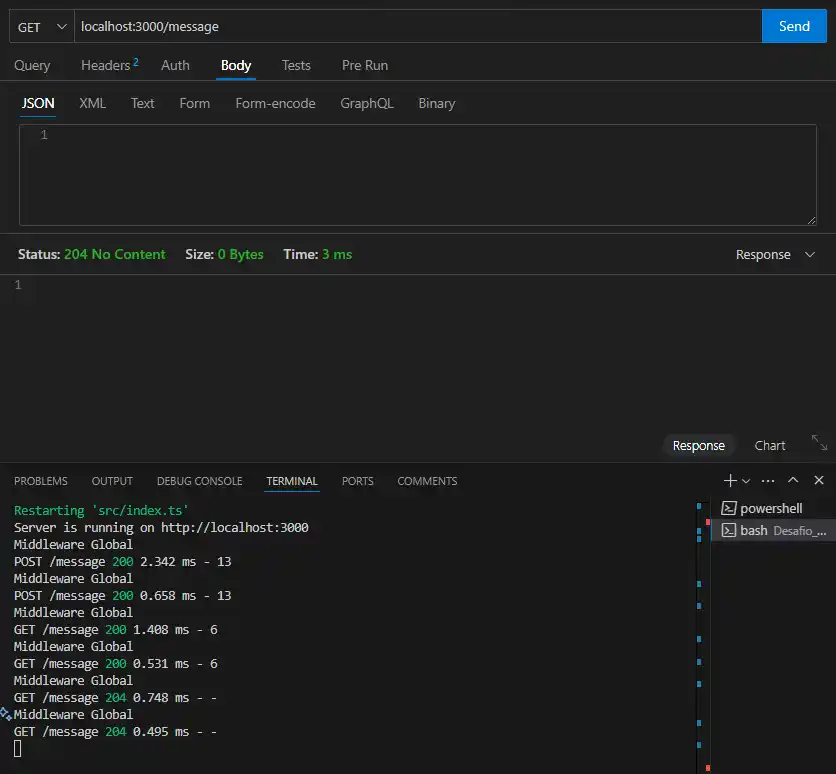 GET localhost:3000/message Send
Query Headers 2 Auth Body Tests Pre Run
JSON XML Text Form Form-encode GraphQL Binary
1
Status: 204 No Content Size: 0 Bytes Time: 3 ms Response
1
Response Chart
PROBLEMS OUTPUT DEBUG CONSOLE TERMINAL PORTS COMMENTS
powershell
bash Desafio_...
Restarting 'src/index.ts'
Server is running on http://localhost:3000
Middleware Global
POST /message 200 2.342 ms - 13
Middleware Global
POST /message 200 0.658 ms - 13
Middleware Global
GET /message 200 1.408 ms - 6
Middleware Global
GET /message 200 0.531 ms - 6
Middleware Global
GET /message 204 0.748 ms - -
Middleware Global
GET /message 204 0.495 ms - -